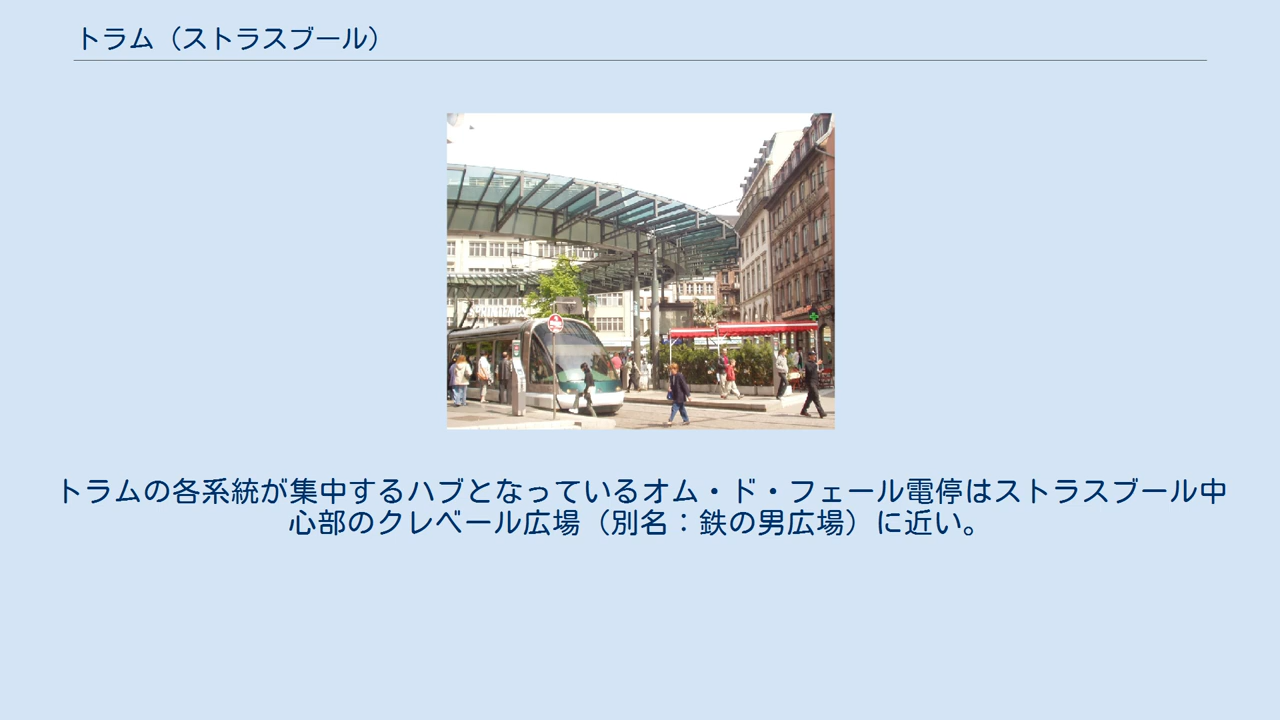 トラム（ストラスブール）
トラムの各系統が集中するハブとなっているオム・ド・フェール電停はストラスブール中
心部のクレベール広場（別名：鉄の男広場）に近い。